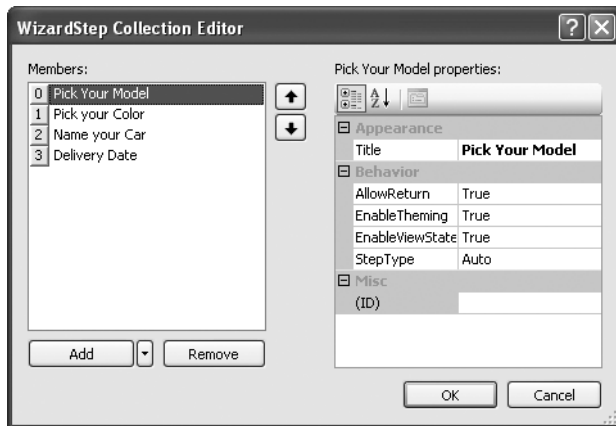 WizardStep Collection Editor
?
X
Members:
0 Pick Your Model
1 Pick your Color
2 Name your Car
3 Delivery Date
Add
Remove
Pick Your Model properties:
A
Z
Appearance
Title Pick Your Model
Behavior
AllowReturn True
EnableTheming True
EnableViewState True
StepType Auto
Misc
(ID)
OK
Cancel